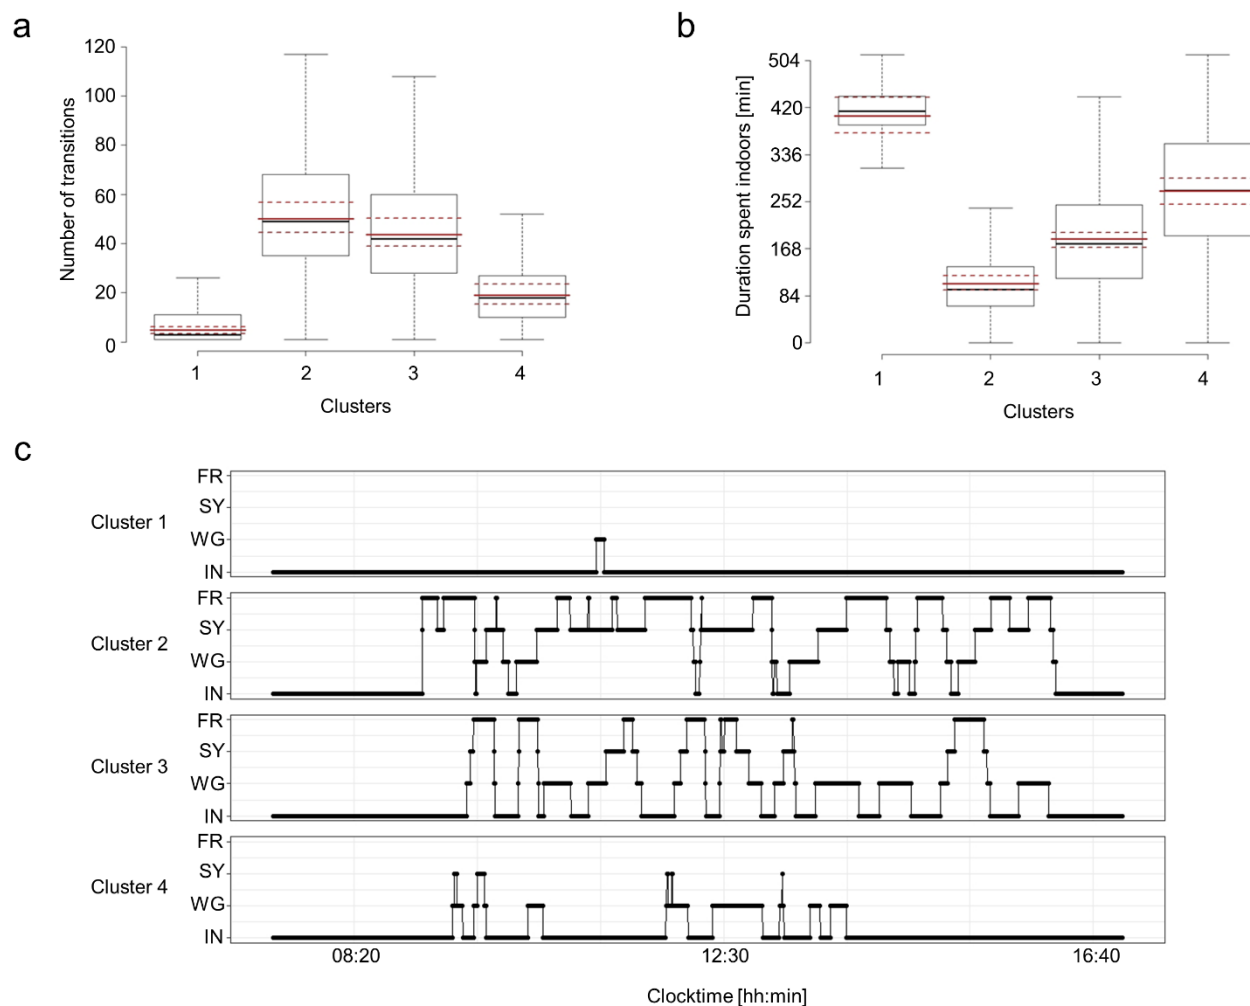 a
Number of transitions
120
100
80
60
40
20
0
1 2 3 4
Clusters
b
Duration spent indoors [min]
504
420
336
252
168
84
0
1 2 3 4
Clusters
c
Cluster 1
FR
SY
WG
IN
Cluster 2
FR
SY
WG
IN
Cluster 3
FR
SY
WG
IN
Cluster 4
FR
SY
WG
IN
08:20 12:30 16:40
Clocktime [hh:min]